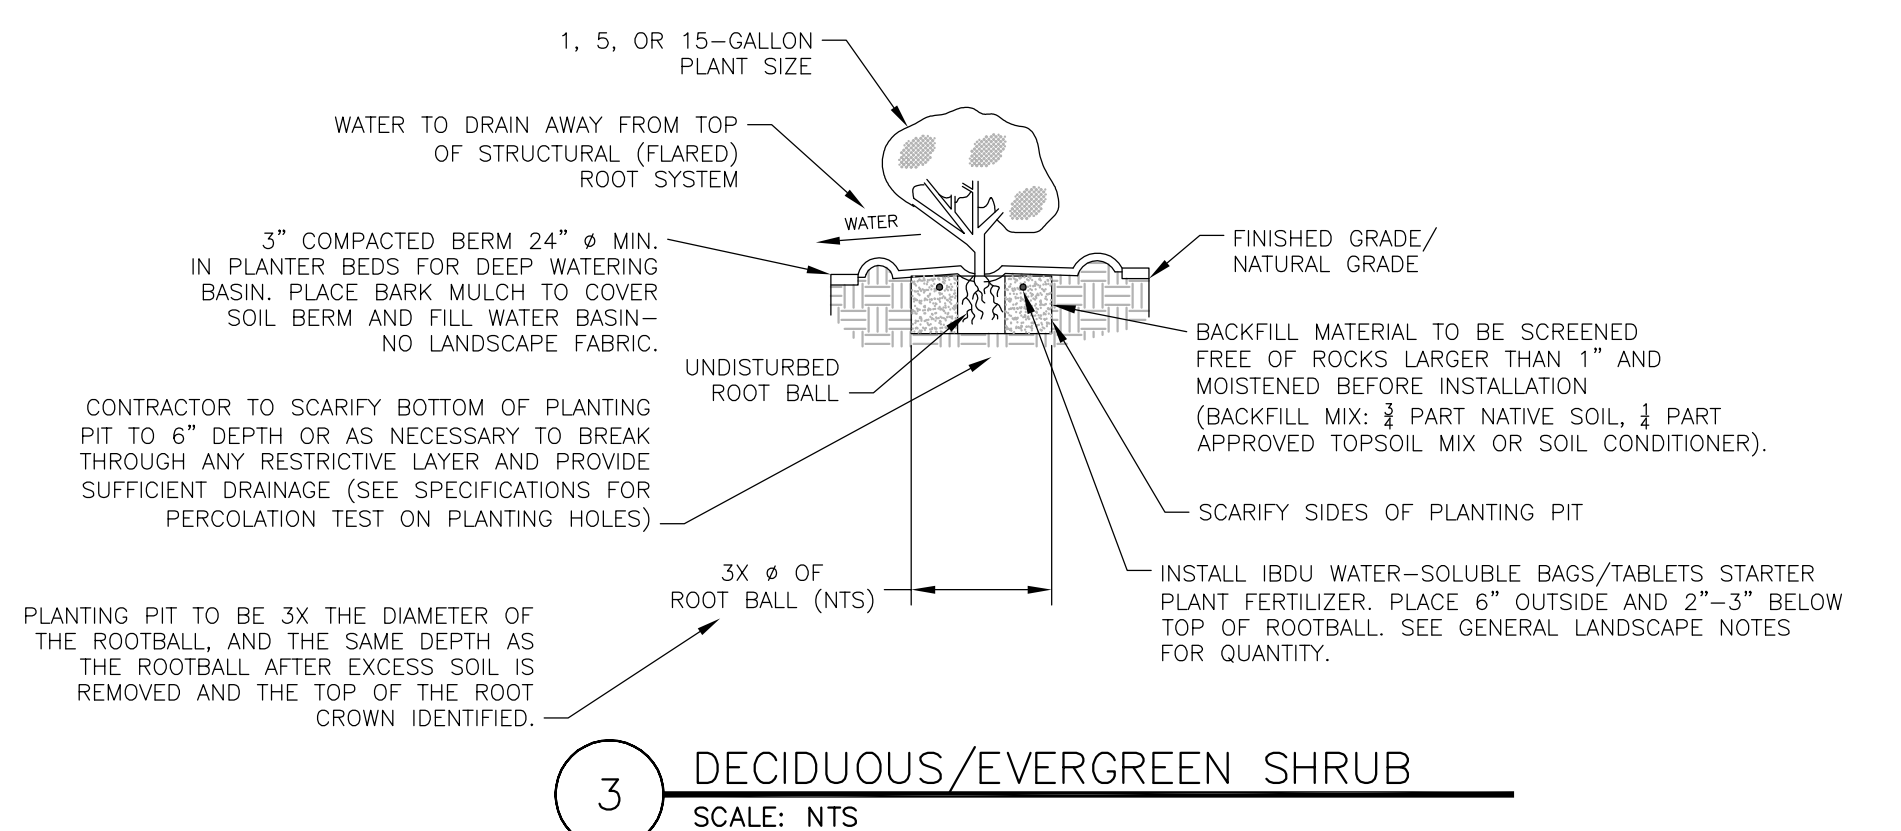 1, 5, OR 15-GALLON
PLANT SIZE
WATER TO DRAIN AWAY FROM TOP
OF STRUCTURAL (FLARED)
ROOT SYSTEM
WATER
3" COMPACTED BERM 24" ø MIN.
IN PLANTER BEDS FOR DEEP WATERING
BASIN. PLACE BARK MULCH TO COVER
SOIL BERM AND FILL WATER BASIN-
NO LANDSCAPE FABRIC.
FINISHED GRADE/
NATURAL GRADE
UNDISTURBED
ROOT BALL
BACKFILL MATERIAL TO BE SCREENED
FREE OF ROCKS LARGER THAN 1" AND
MOISTENED BEFORE INSTALLATION
(BACKFILL MIX: 3/4 PART NATIVE SOIL, 1/4 PART
APPROVED TOPSOIL MIX OR SOIL CONDITIONER).
CONTRACTOR TO SCARIFY BOTTOM OF PLANTING
PIT TO 6" DEPTH OR AS NECESSARY TO BREAK
THROUGH ANY RESTRICTIVE LAYER AND PROVIDE
SUFFICIENT DRAINAGE (SEE SPECIFICATIONS FOR
PERCOLATION TEST ON PLANTING HOLES)
SCARIFY SIDES OF PLANTING PIT
3X ø OF
ROOT BALL (NTS)
INSTALL IBDU WATER-SOLUBLE BAGS/TABLETS STARTER
PLANT FERTILIZER. PLACE 6" OUTSIDE AND 2"-3" BELOW
TOP OF ROOTBALL. SEE GENERAL LANDSCAPE NOTES
FOR QUANTITY.
PLANTING PIT TO BE 3X THE DIAMETER OF
THE ROOTBALL, AND THE SAME DEPTH AS
THE ROOTBALL AFTER EXCESS SOIL IS
REMOVED AND THE TOP OF THE ROOT
CROWN IDENTIFIED.
3
DECIDUOUS/EVERGREEN SHRUB
SCALE: NTS